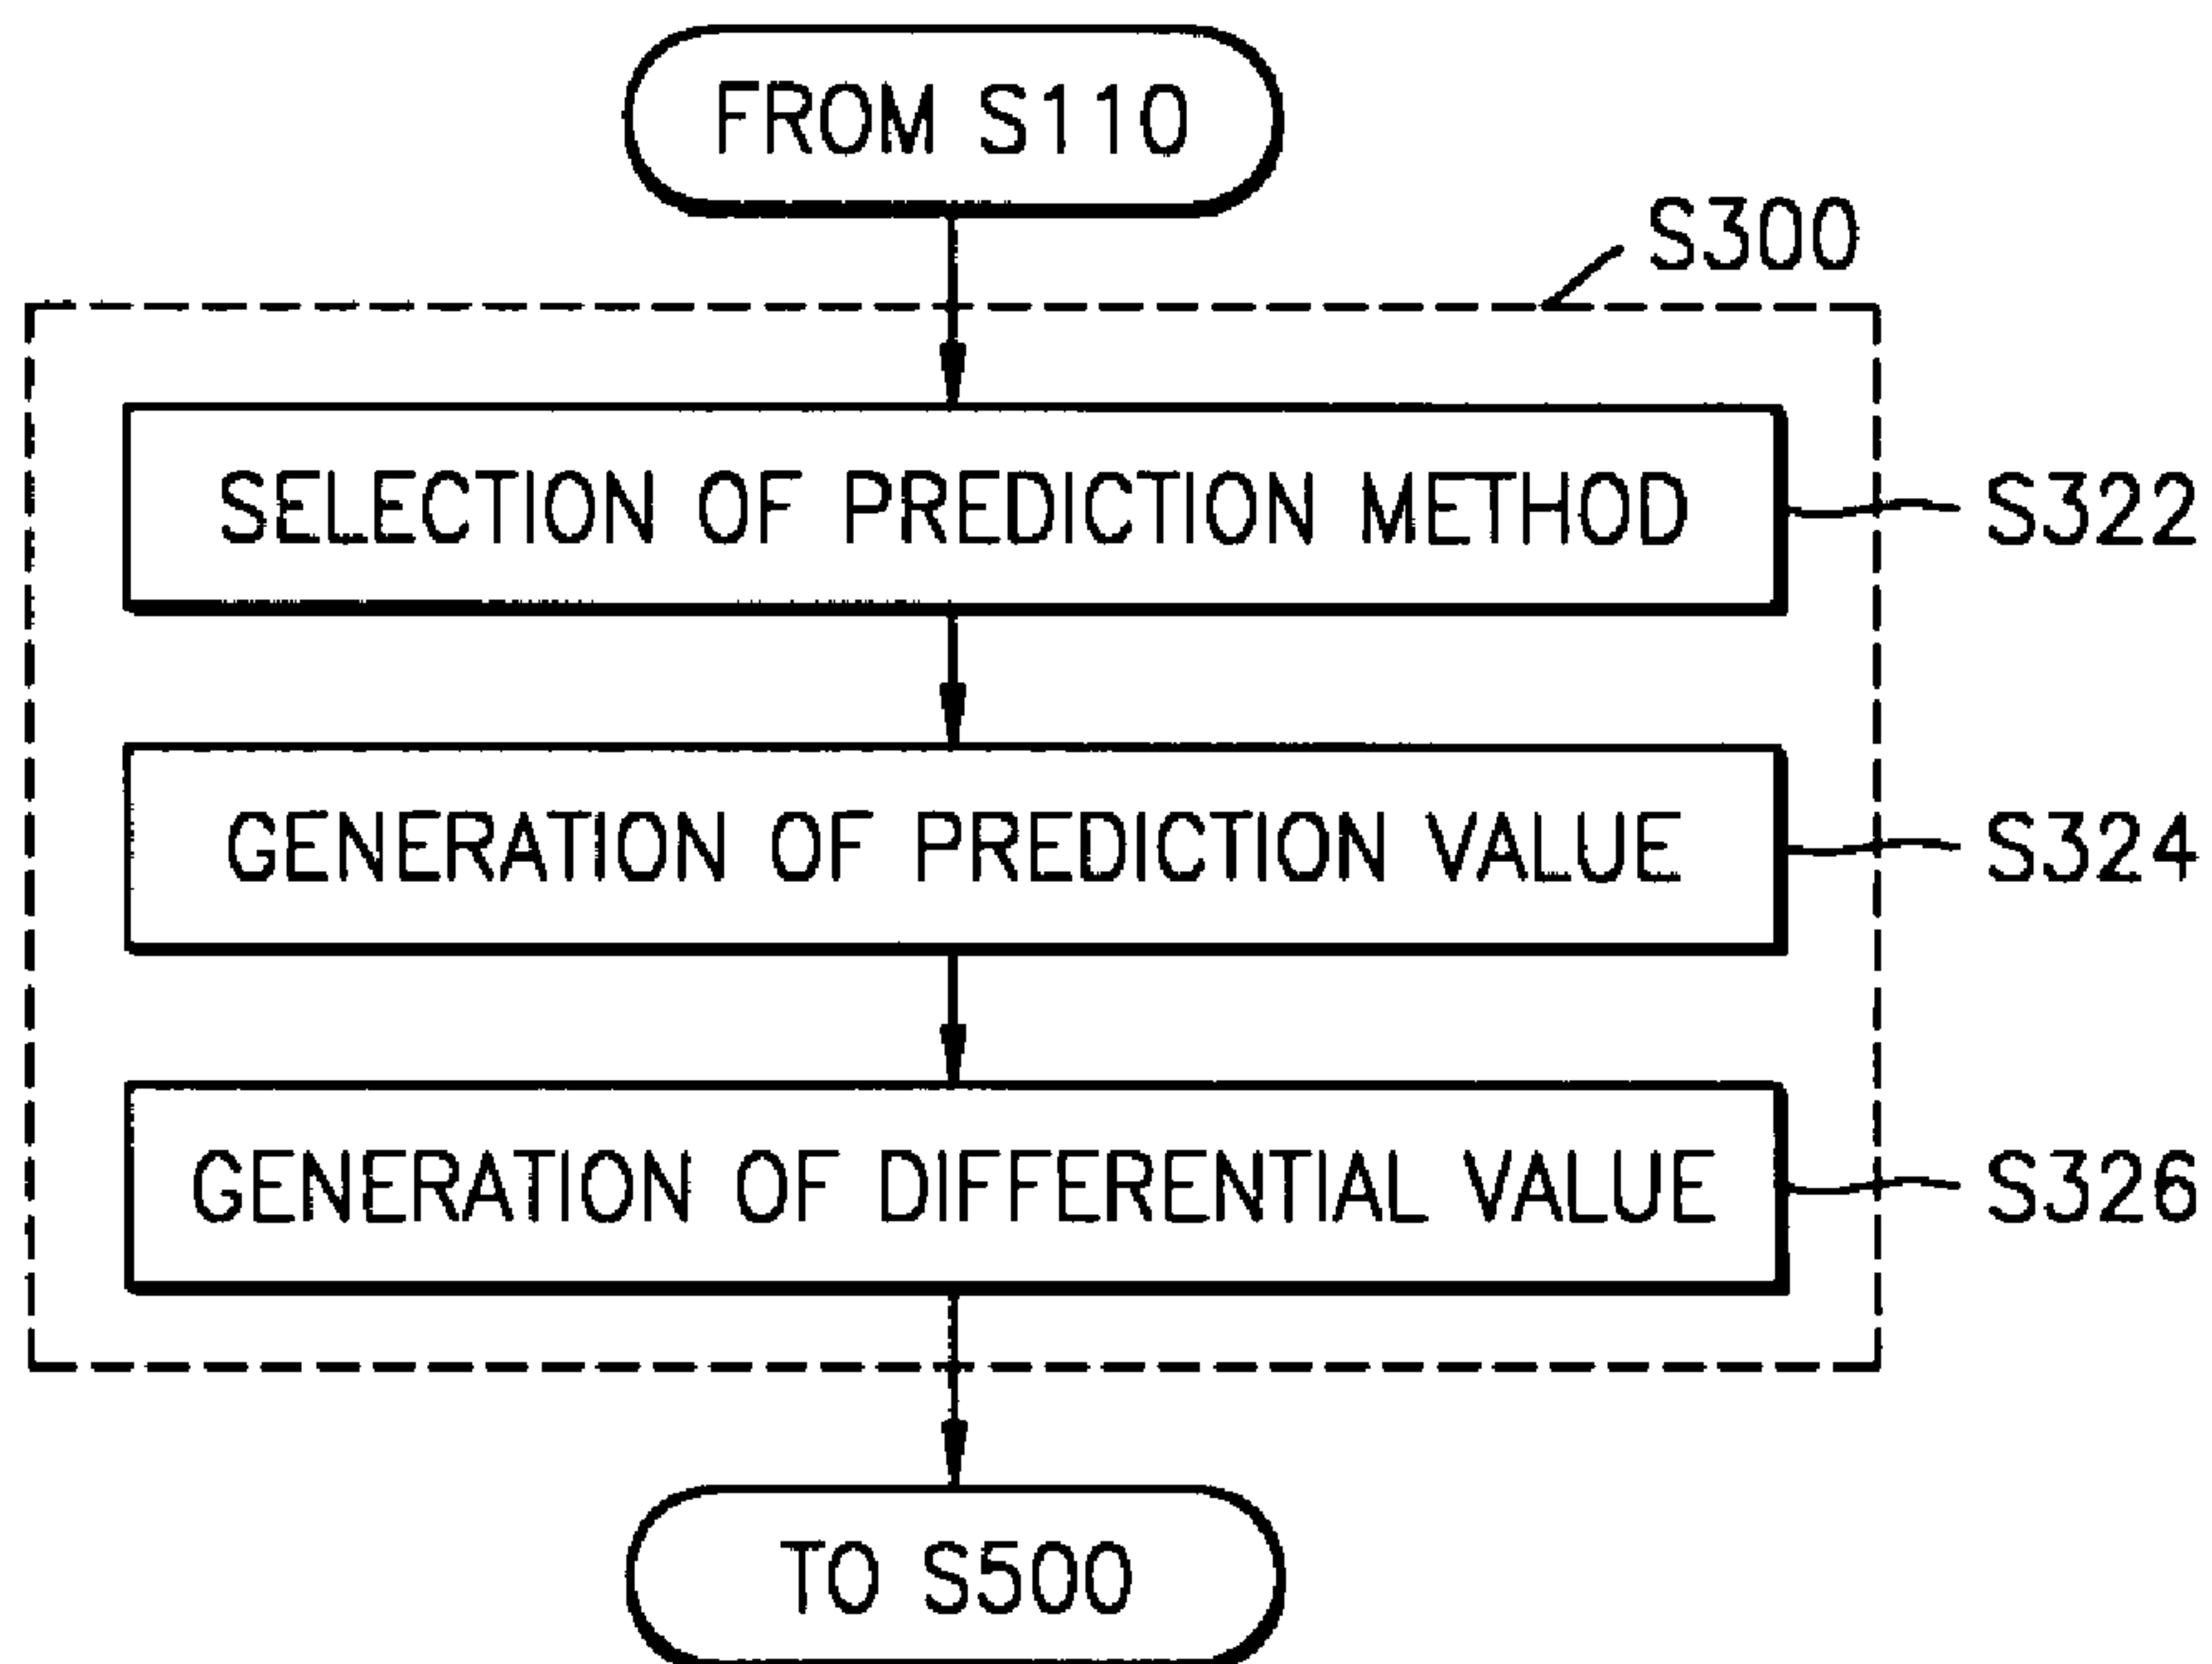 FROM S110
S300
SELECTION OF PREDICTION METHOD
S322
GENERATION OF PREDICTION VALUE
S324
GENERATION OF DIFFERENTIAL VALUE
S326
TO S500